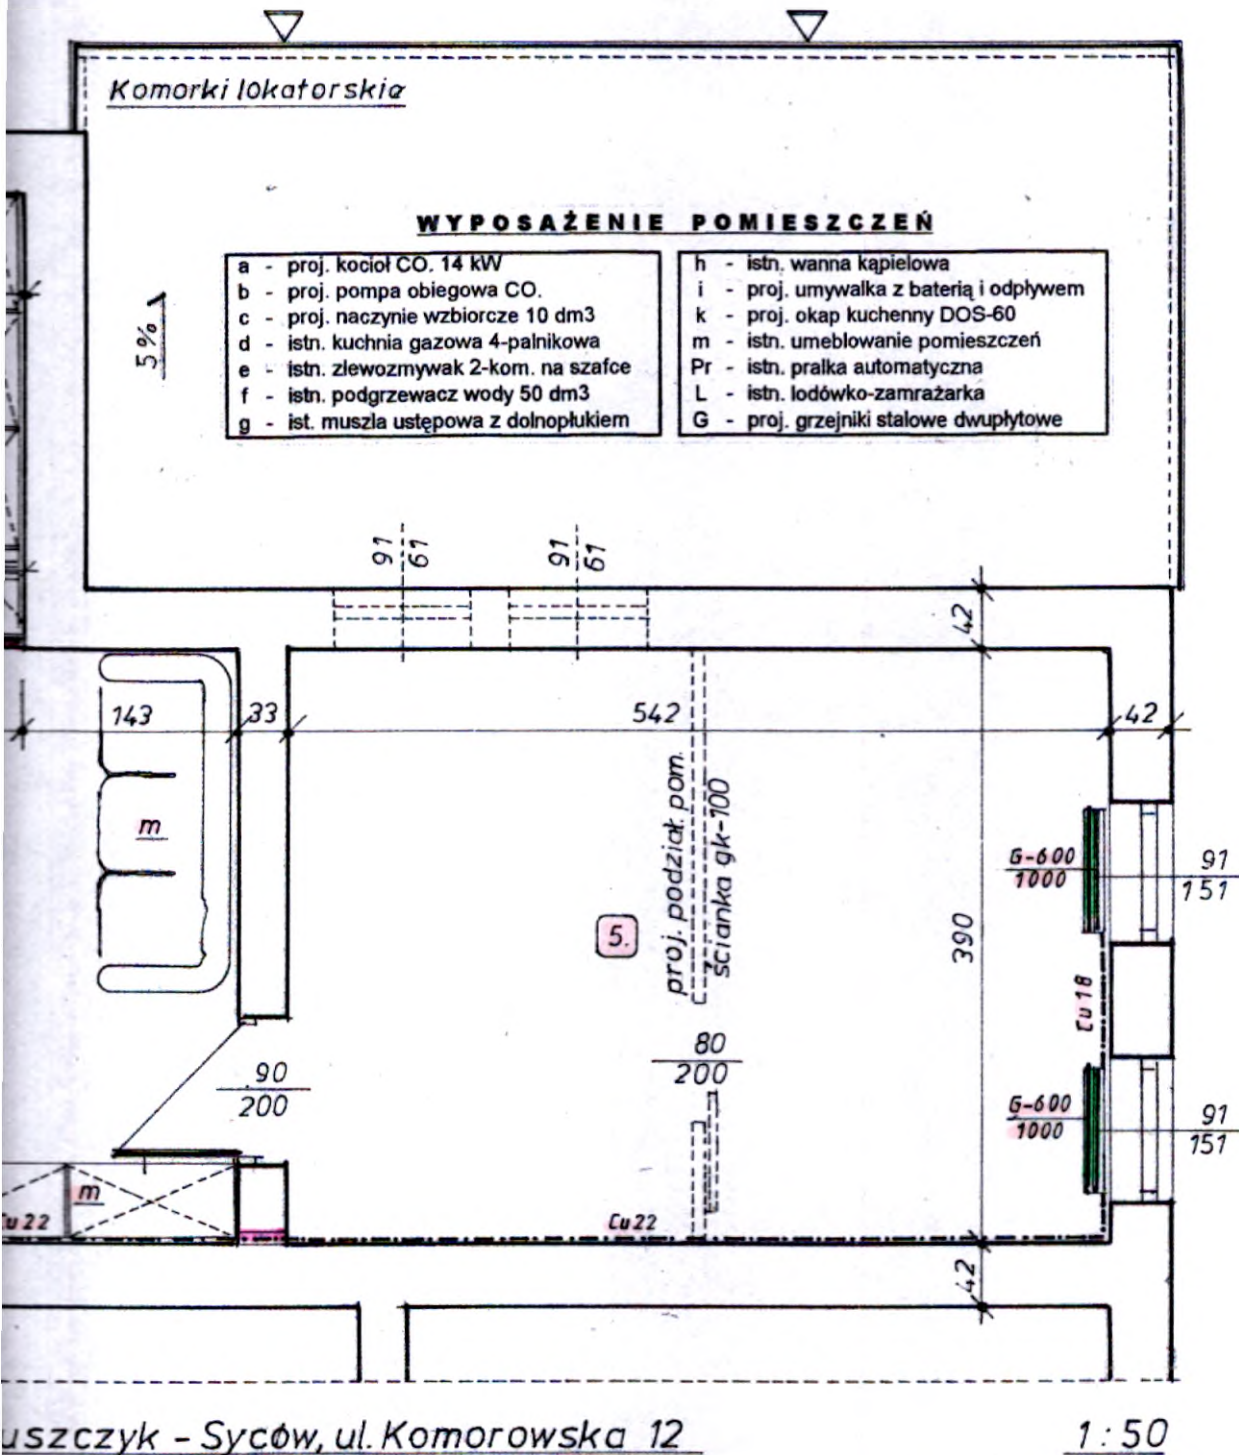 Komorki lokatorskie
WYPOSAŻENIE POMIESZCZEŃ
a - proj. kocioł CO. 14 kW
b - proj. pompa obiegowa CO.
c - proj. naczynie wzbiorcze 10 dm3
d - istn. kuchnia gazowa 4-palnikowa
e - istn. zlewozmywak 2-kom. na szafce
f - istn. podgrzewacz wody 50 dm3
g - ist. muszla ustępowa z dolnopłukiem
h - istn. wanna kąpielowa
i - proj. umywalka z baterią i odpływem
k - proj. okap kuchenny DOS-60
m - istn. umeblowanie pomieszczeń
Pr - istn. pralka automatyczna
L - istn. lodówko-zamrażarka
G - proj. grzejniki stalowe dwupłytowe
5%
91
61
91
61
42
143
33
542
42
m
proj. podział. pom.
ścianka gk-100
5.
390
G-600
1000
91
151
Cu 18
90
200
80
200
G-600
1000
91
151
m
Cu 22
Cu 22
42
uszczyk - Syców, ul. Komorowska 12
1:50